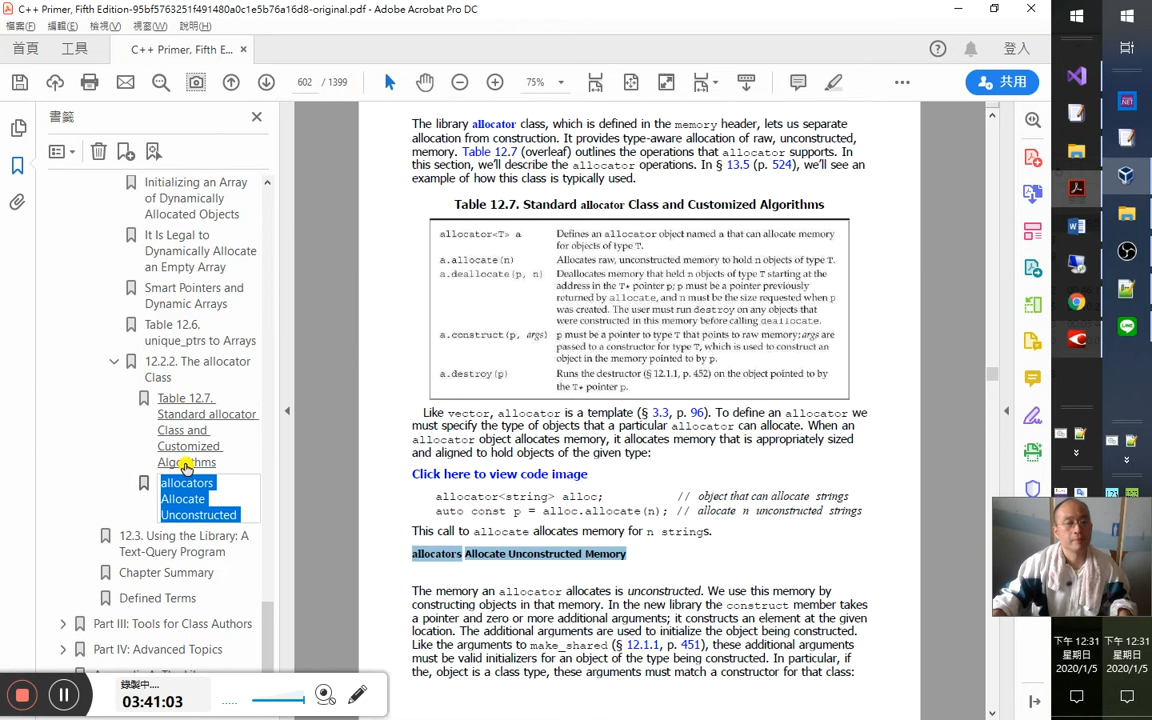 C++ Primer, Fifth Edition-95bf5763251f491480a0c1e5b76a16d8-original.pdf - Adobe Acrobat Pro DC
檔案(F) 編輯(E) 檢視(V) 視窗(W) 說明(H)
首頁 工具 C++ Primer, Fifth E... × 登入
602 / 1399 75% 共用
書籤
Initializing an Array
of Dynamically
Allocated Objects
It Is Legal to
Dynamically Allocate
an Empty Array
Smart Pointers and
Dynamic Arrays
Table 12.6.
unique_ptrs to Arrays
12.2.2. The allocator
Class
Table 12.7.
Standard allocator
Class and
Customized
Algorithms
allocators
Allocate
Unconstructed
12.3. Using the Library: A
Text-Query Program
Chapter Summary
Defined Terms
Part III: Tools for Class Authors
Part IV: Advanced Topics
The library allocator class, which is defined in the memory header, lets us separate
allocation from construction. It provides type-aware allocation of raw, unconstructed,
memory. Table 12.7 (overleaf) outlines the operations that allocator supports. In
this section, we'll describe the allocator operations. In § 13.5 (p. 524), we'll see an
example of how this class is typically used.
Table 12.7. Standard allocator Class and Customized Algorithms
allocator<T> a Defines an allocator object named a that can allocate memory
for objects of type T.
a.allocate(n) Allocates raw, unconstructed memory to hold n objects of type T.
a.deallocate(p, n) Deallocates memory that held n objects of type T starting at the
address in the T* pointer p; p must be a pointer previously
returned by allocate, and n must be the size requested when p
was created. The user must run destroy on any objects that
were constructed in this memory before calling deallocate.
a.construct(p, args) p must be a pointer to type T that points to raw memory; args are
passed to a constructor for type T, which is used to construct an
object in the memory pointed to by p.
a.destroy(p) Runs the destructor (§ 12.1.1, p. 452) on the object pointed to by
the T* pointer p.
Like vector, allocator is a template (§ 3.3, p. 96). To define an allocator we
must specify the type of objects that a particular allocator can allocate. When an
allocator object allocates memory, it allocates memory that is appropriately sized
and aligned to hold objects of the given type:
Click here to view code image
allocator<string> alloc; // object that can allocate strings
auto const p = alloc.allocate(n); // allocate n unconstructed strings
This call to allocate allocates memory for n strings.
allocators Allocate Unconstructed Memory
The memory an allocator allocates is unconstructed. We use this memory by
constructing objects in that memory. In the new library the construct member takes
a pointer and zero or more additional arguments; it constructs an element at the given
location. The additional arguments are used to initialize the object being constructed.
Like the arguments to make_shared (§ 12.1.1, p. 451), these additional arguments
must be valid initializers for an object of the type being constructed. In particular, if
the, object is a class type, these arguments must match a constructor for that class:
錄製中....
03:41:03
下午 12:31
星期日
2020/1/5
下午 12:31
星期日
2020/1/5